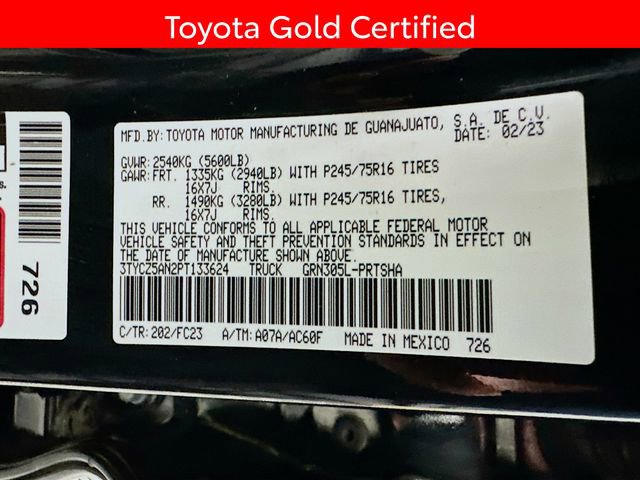 Toyota Gold Certified
MFD.BY:TOYOTA MOTOR MANUFACTURING DE GUANAJUATO, S.A. DE C.V.
DATE: 02/23
GVWR:2540KG (5600LB)
GAWR:FRT. 1335KG (2940LB) WITH P245/75R16 TIRES
16X7J RIMS.
RR. 1490KG (3280LB) WITH P245/75R16 TIRES,
16X7J RIMS.
THIS VEHICLE CONFORMS TO ALL APPLICABLE FEDERAL MOTOR
VEHICLE SAFETY AND THEFT PREVENTION STANDARDS IN EFFECT ON
THE DATE OF MANUFACTURE SHOWN ABOVE.
3TYCZ5AN2PT133624 TRUCK GRN305L-PRTSHA
C/TR:202/FC23 A/TM:A07A/AC60F MADE IN MEXICO 726
726